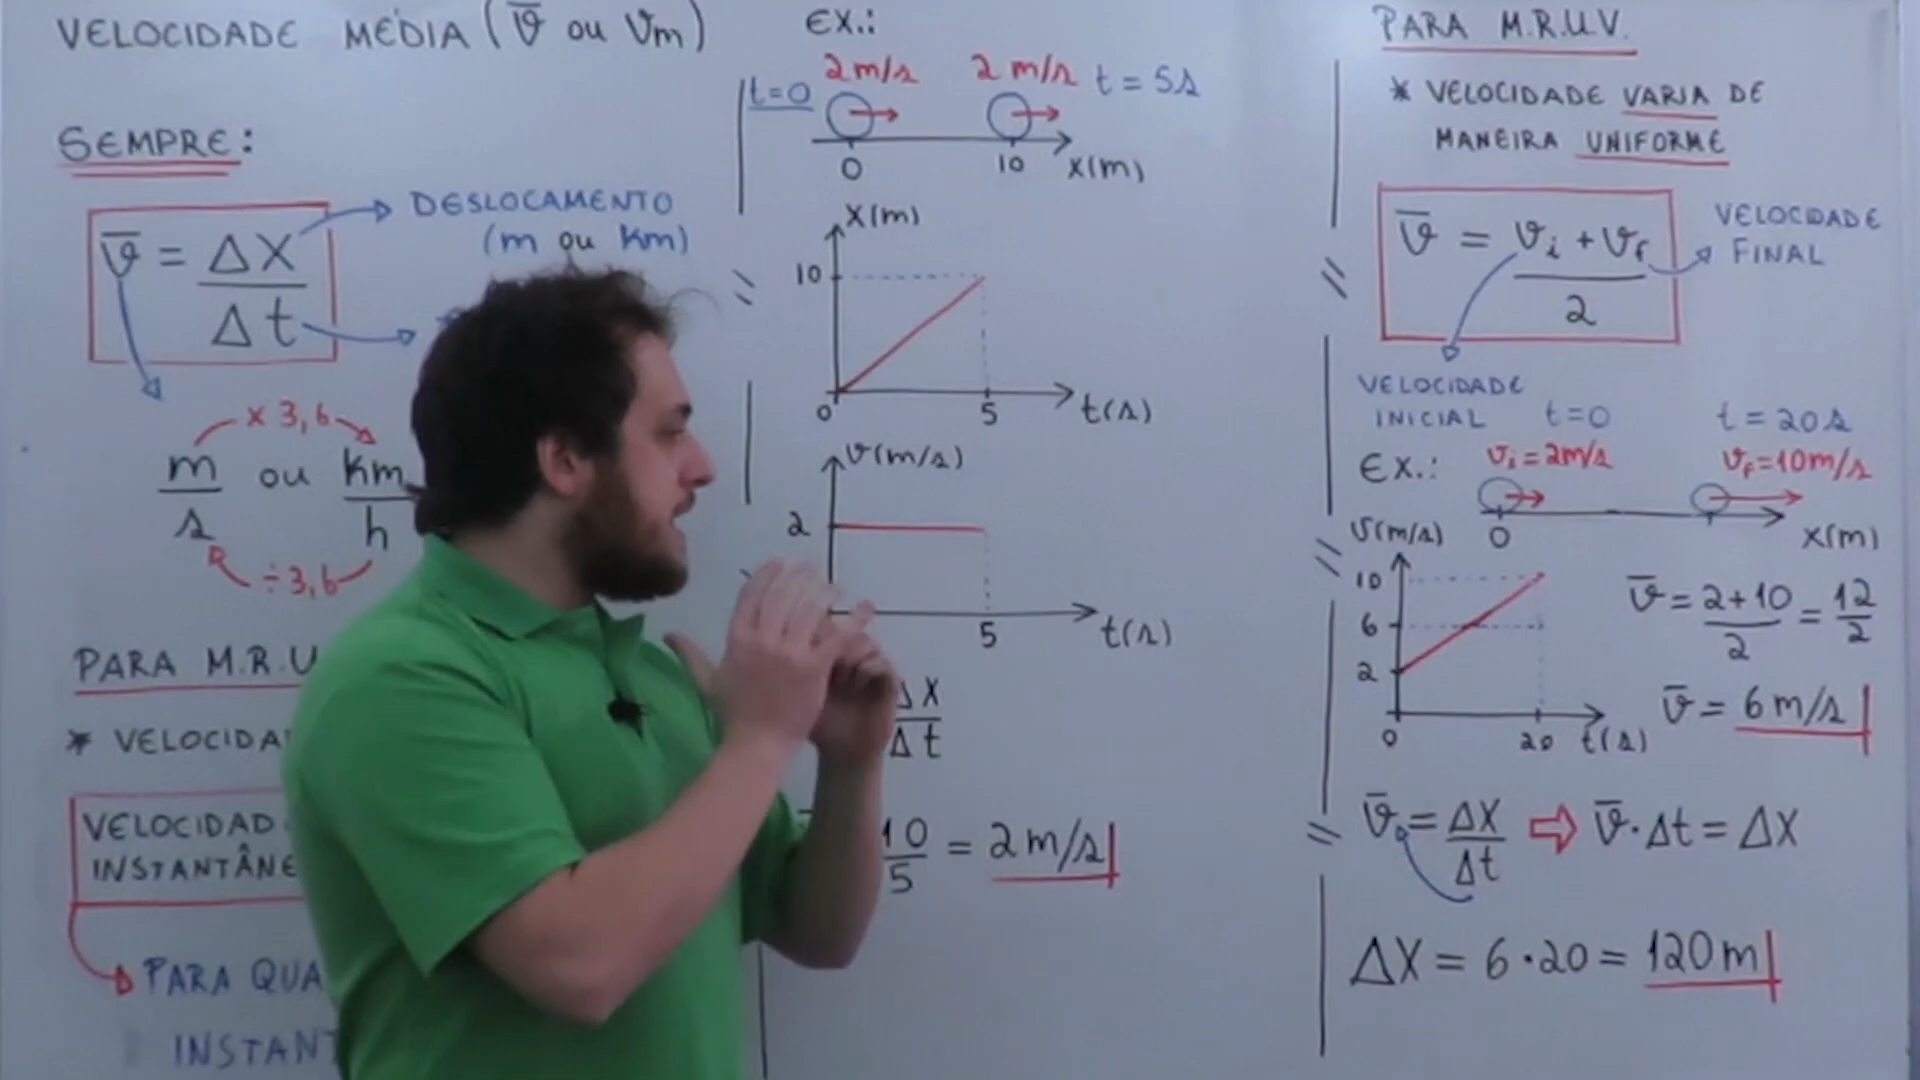 VELOCIDADE MÉDIA (v̅ ou vm)
SEMPRE:
v̅ = ΔX / Δt
DESLOCAMENTO
(m ou km)
x 3,6
m/s ou km/h
÷3,6
PARA M.R.U
* VELOCIDA
VELOCIDAD
INSTANTÂNE
PARA QUA
INSTANT
EX.:
t=0 2m/s 2m/s t = 5s
0 10 x(m)
X(m)
10
0 5 t(s)
v(m/s)
2
5 t(s)
ΔX / Δt
10/5 = 2m/s
PARA M.R.U.V.
* VELOCIDADE VARIA DE
MANEIRA UNIFORME
v̅ = vi + vf / 2
VELOCIDADE
FINAL
VELOCIDADE
INICIAL t=0 t = 20s
EX.: vi = 2m/s vf=10m/s
0 x(m)
v(m/s)
10
6
2
0 20 t(s)
v̅ = 2+10 / 2 = 12/2
v̅ = 6m/s
v̅ = ΔX / Δt ⇨ v̅·Δt = ΔX
ΔX = 6·20 = 120m